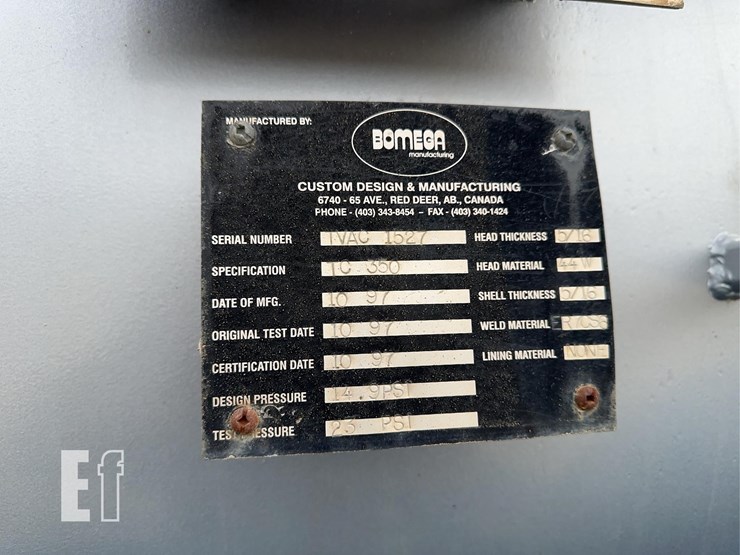 MANUFACTURED BY:
BOMEGA
manufacturing
CUSTOM DESIGN & MANUFACTURING
6740 - 65 AVE., RED DEER, AB., CANADA
PHONE - (403) 343-8454 - FAX - (403) 340-1424
SERIAL NUMBER TVAC 1527 HEAD THICKNESS 5/16
SPECIFICATION TC 350 HEAD MATERIAL 44W
DATE OF MFG. 10 97 SHELL THICKNESS 5/16
ORIGINAL TEST DATE 10 97 WELD MATERIAL
CERTIFICATION DATE 10 97 LINING MATERIAL NONE
DESIGN PRESSURE 14.9PSI
TEST PRESSURE 23 PSI
Ef